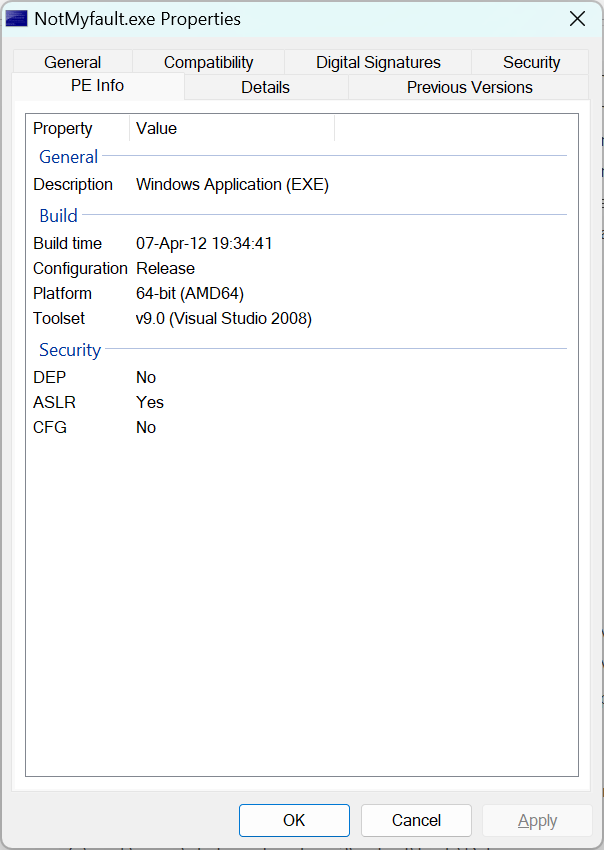 NotMyfault.exe Properties
General Compatibility Digital Signatures Security
PE Info Details Previous Versions
Property Value
General
Description Windows Application (EXE)
Build
Build time 07-Apr-12 19:34:41
Configuration Release
Platform 64-bit (AMD64)
Toolset v9.0 (Visual Studio 2008)
Security
DEP No
ASLR Yes
CFG No
OK Cancel Apply